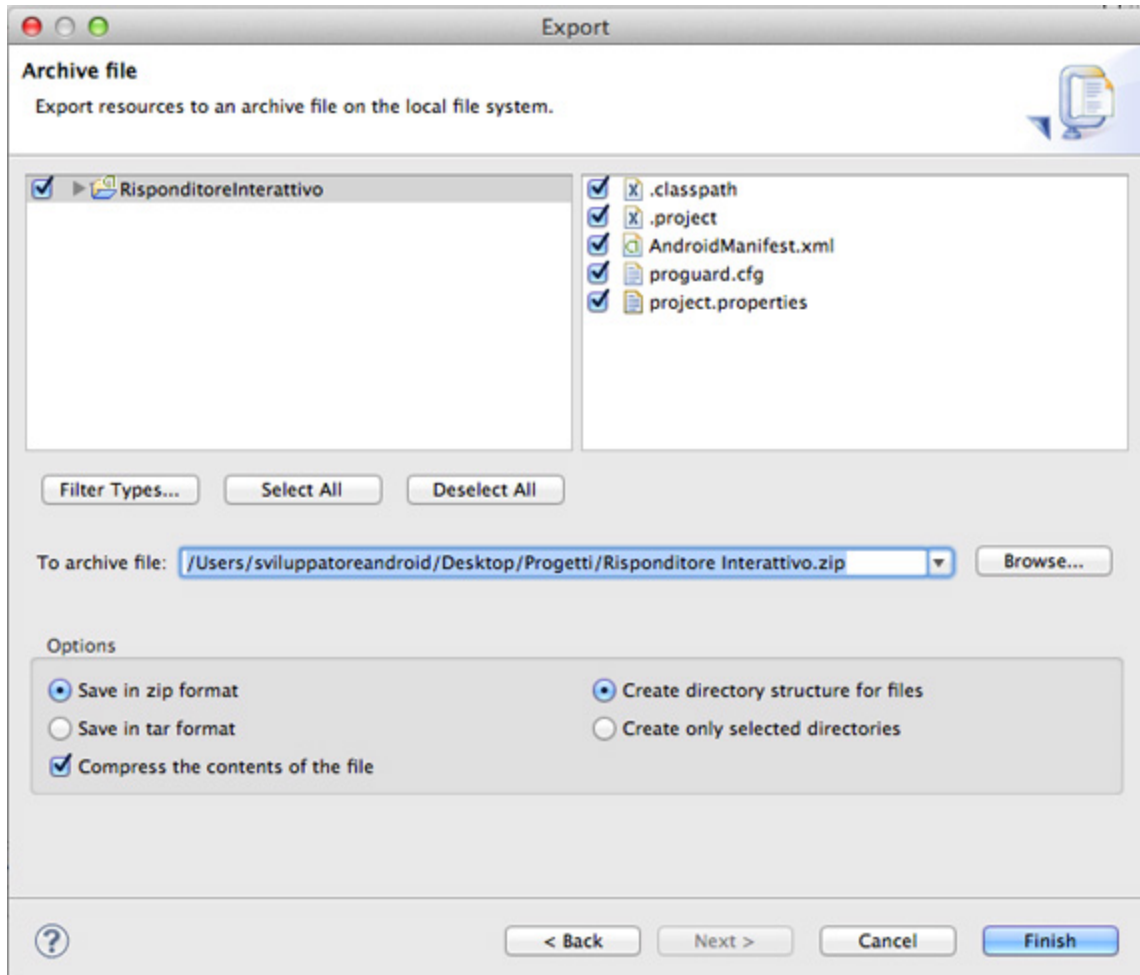 Export
Archive file
Export resources to an archive file on the local file system.
RisponditoreInterattivo
.classpath
.project
AndroidManifest.xml
proguard.cfg
project.properties
Filter Types...
Select All
Deselect All
To archive file:
/Users/sviluppatoreandroid/Desktop/Progetti/Risponditore Interattivo.zip
Browse...
Options
Save in zip format
Create directory structure for files
Save in tar format
Create only selected directories
Compress the contents of the file
?
< Back
Next >
Cancel
Finish